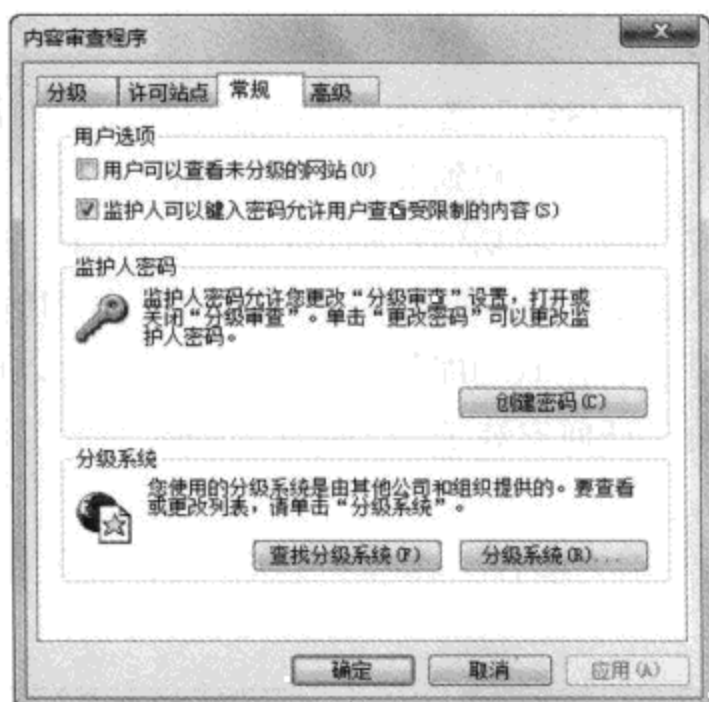 内容审查程序
分级 许可站点 常规 高级
用户选项
用户可以查看未分级的网站(U)
监护人可以键入密码允许用户查看受限制的内容(S)
监护人密码
监护人密码允许您更改“分级审查”设置，打开或
关闭“分级审查”。单击“更改密码”可以更改监
护人密码。
创建密码(C)
分级系统
您使用的分级系统是由其他公司和组织提供的。要查看
或更改列表，请单击“分级系统”。
查找分级系统(F) 分级系统(R)...
确定 取消 应用(A)